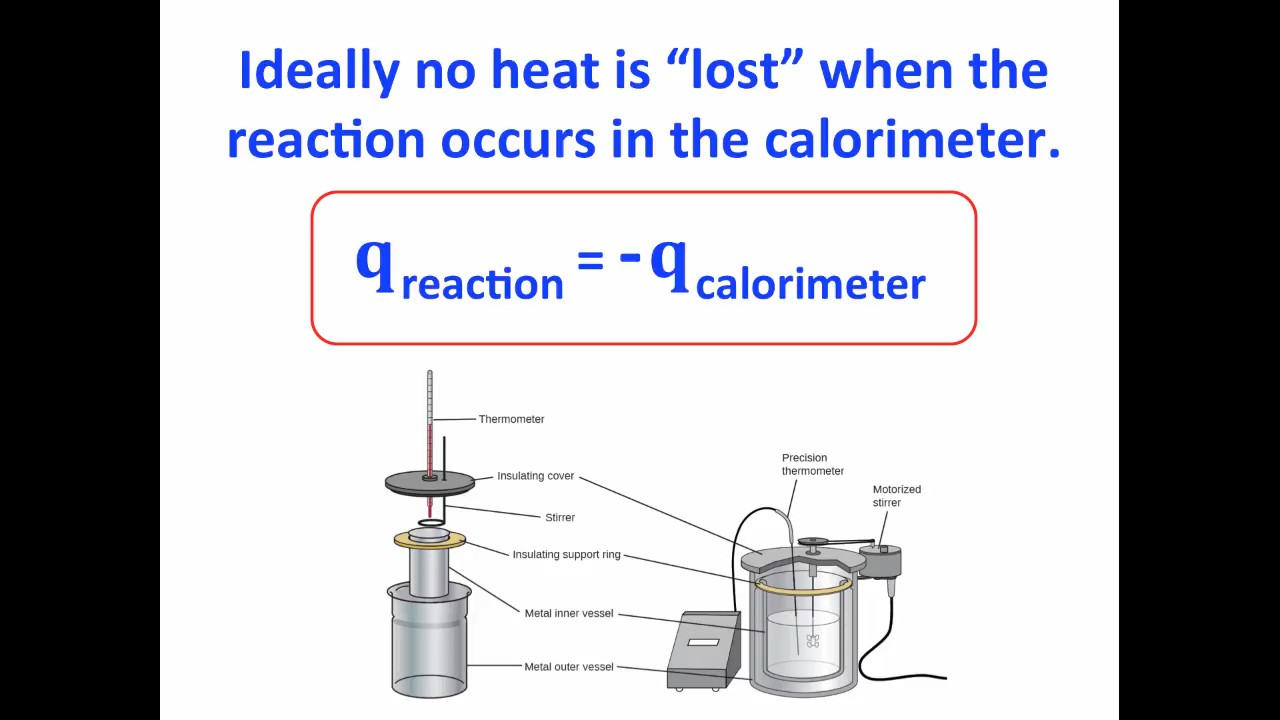 Ideally no heat is “lost” when the
reaction occurs in the calorimeter.
q reaction = -q calorimeter
Thermometer
Insulating cover
Stirrer
Insulating support ring
Metal inner vessel
Metal outer vessel
Precision
thermometer
Motorized
stirrer